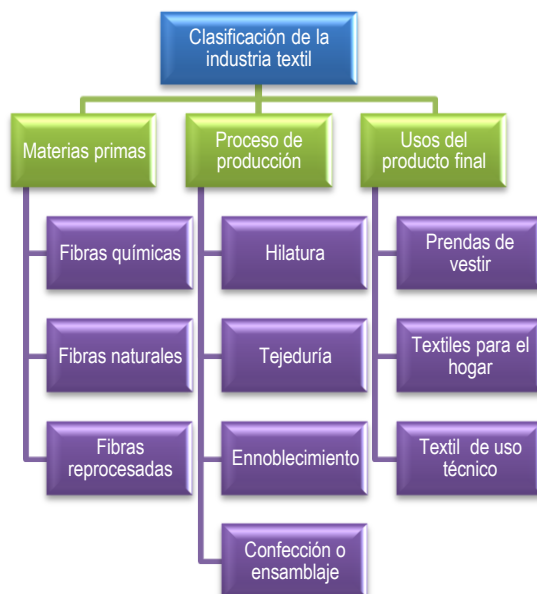 Clasificación de la
industria textil
Materias primas
Proceso de
producción
Usos del
producto final
Fibras químicas
Hilatura
Prendas de
vestir
Fibras naturales
Tejeduría
Textiles para el
hogar
Fibras
reprocesadas
Ennoblecimiento
Textil de uso
técnico
Confección o
ensamblaje